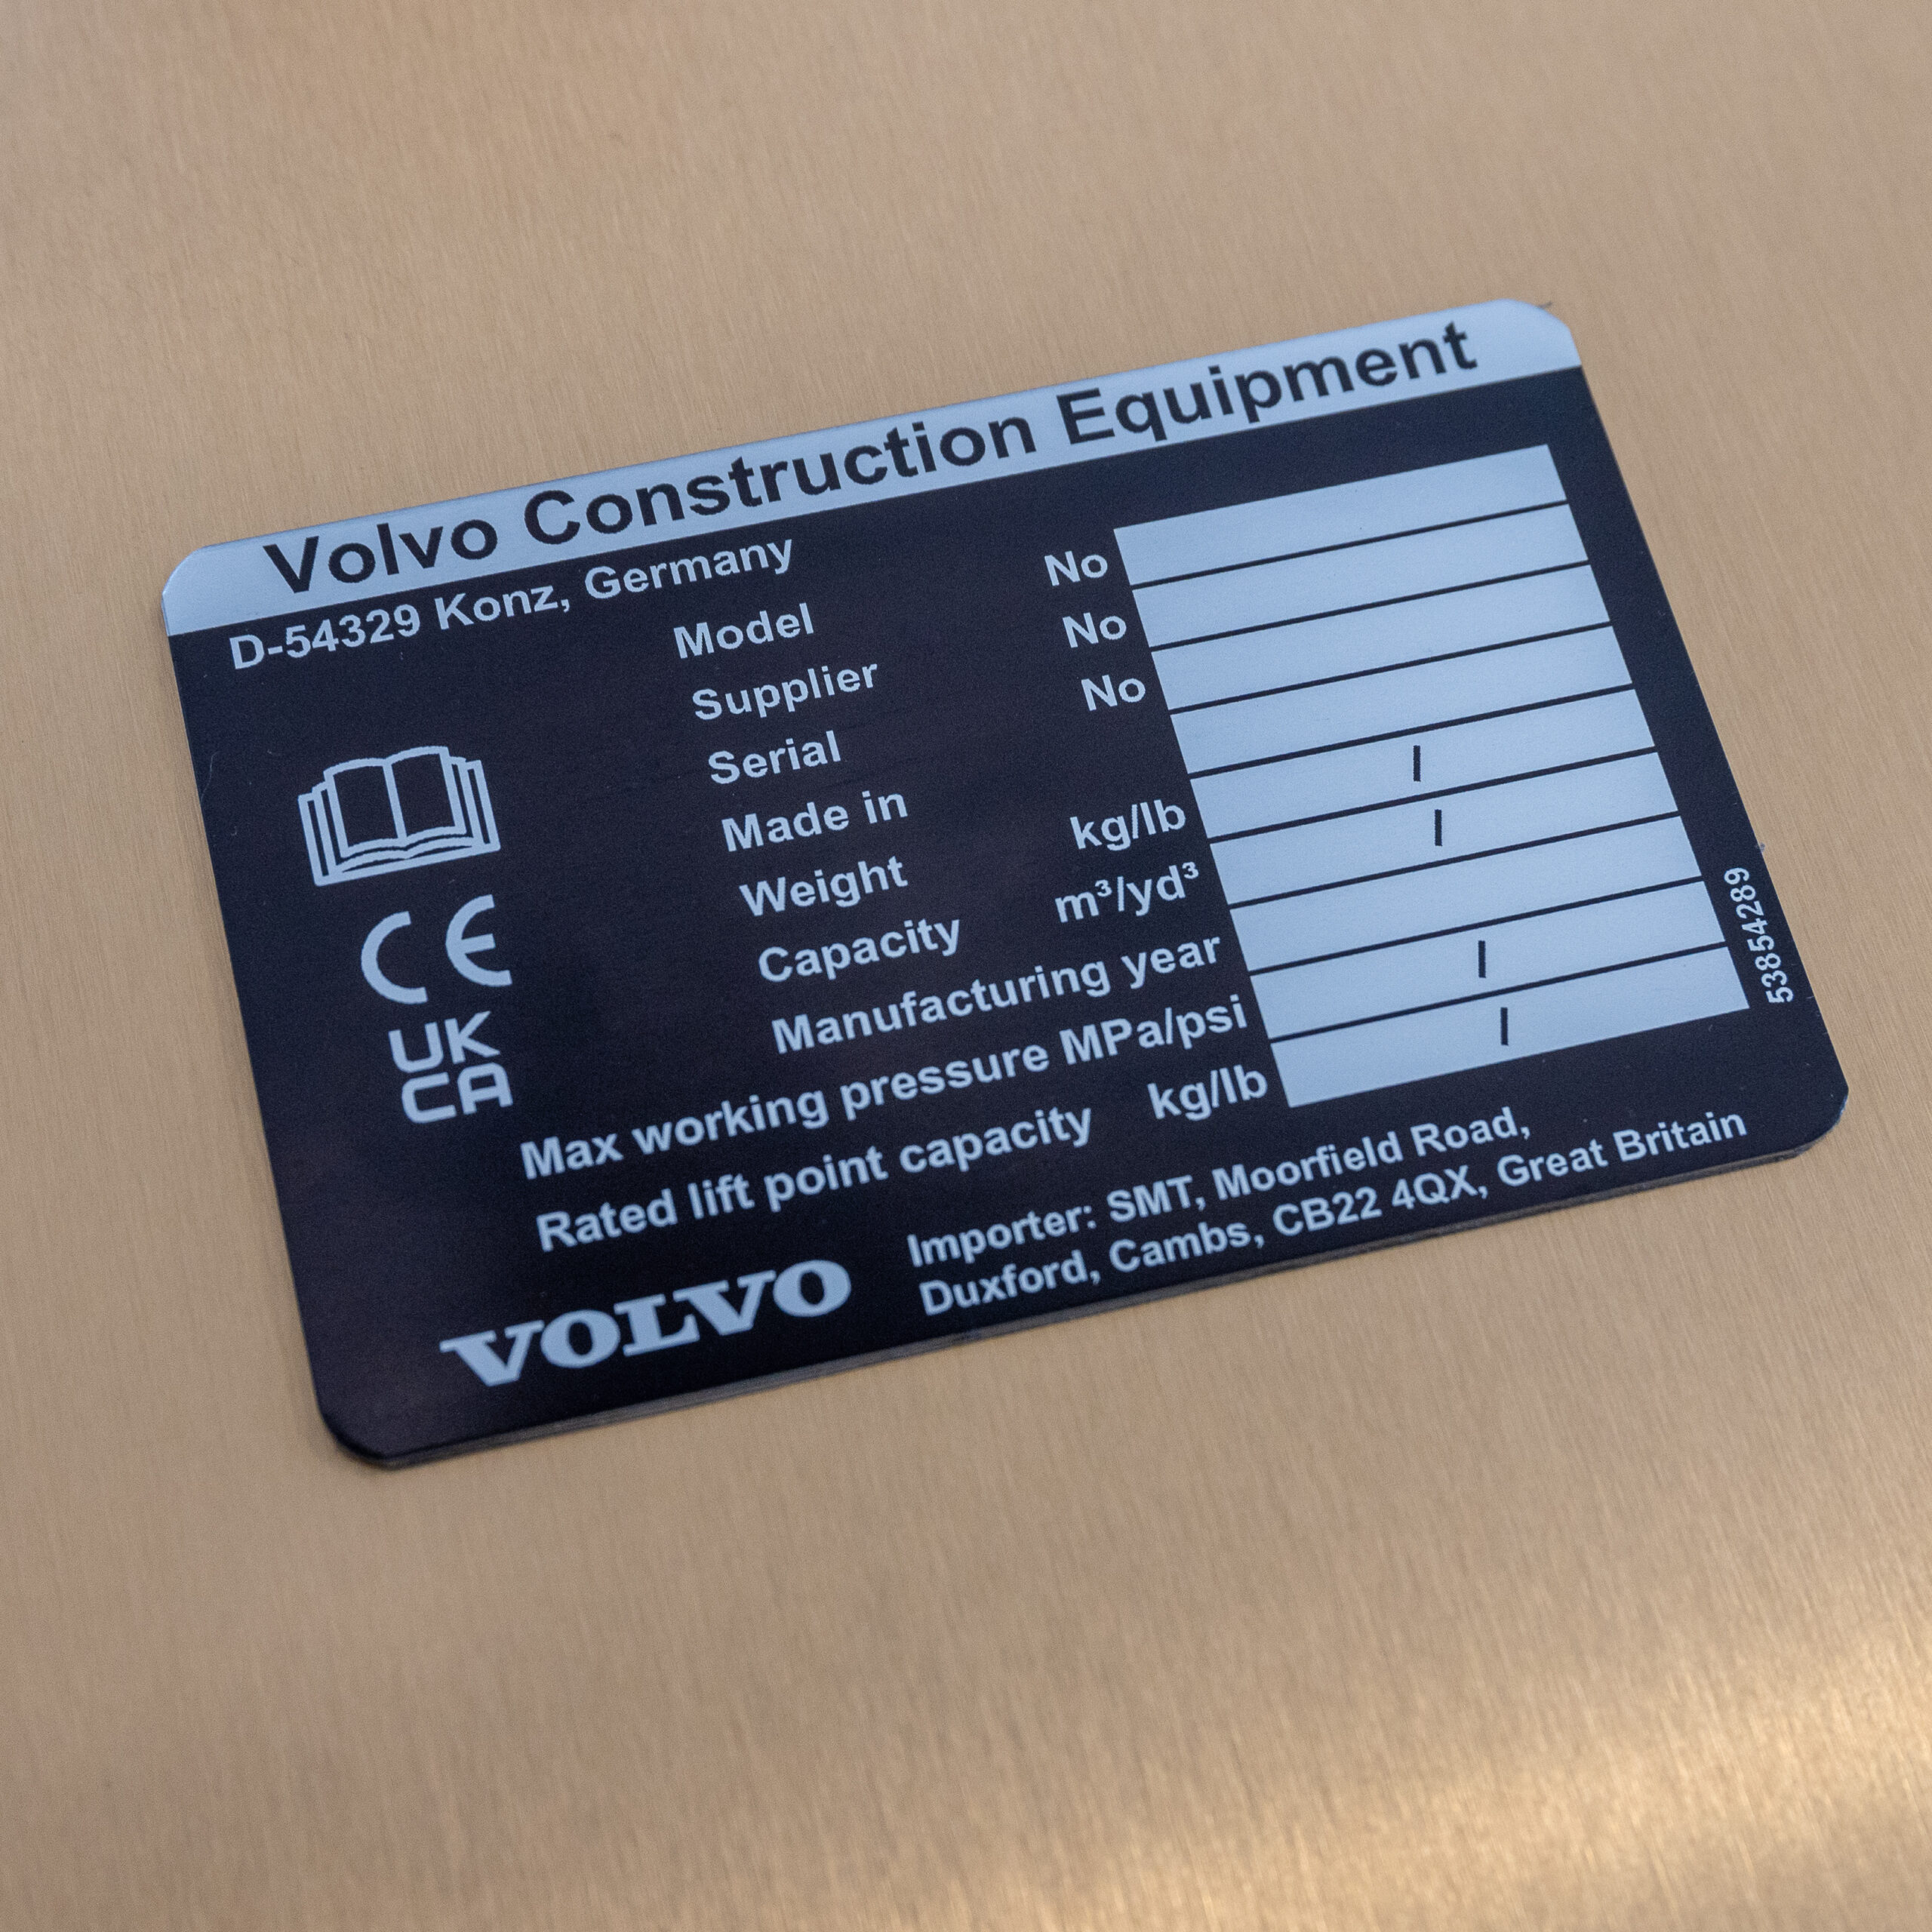 Volvo Construction Equipment
D-54329 Konz, Germany
Model No
Supplier No
Serial No
Made in
Weight kg/lb /
Capacity m³/yd³ /
Manufacturing year
Max working pressure MPa/psi /
Rated lift point capacity kg/lb /
CE
UK
CA
53854289
VOLVO
Importer: SMT, Moorfield Road,
Duxford, Cambs, CB22 4QX, Great Britain